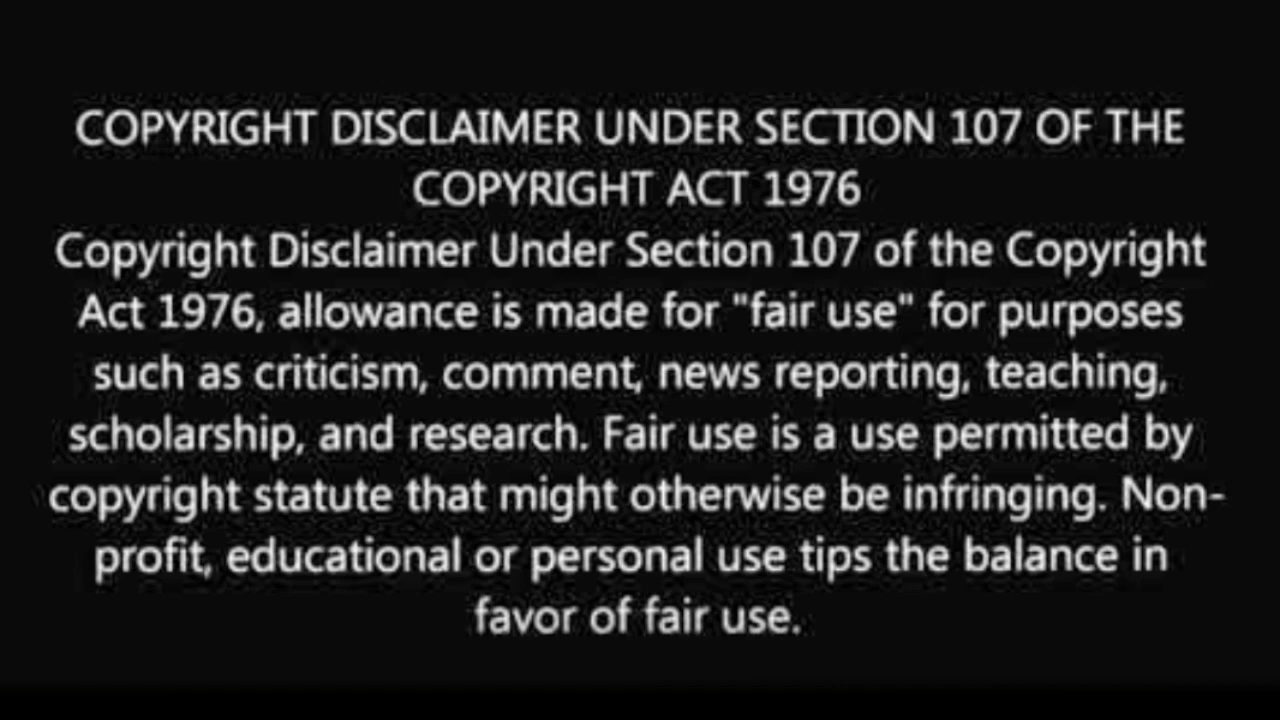 COPYRIGHT DISCLAIMER UNDER SECTION 107 OF THE
COPYRIGHT ACT 1976
Copyright Disclaimer Under Section 107 of the Copyright
Act 1976, allowance is made for "fair use" for purposes
such as criticism, comment, news reporting, teaching,
scholarship, and research. Fair use is a use permitted by
copyright statute that might otherwise be infringing. Non-
profit, educational or personal use tips the balance in
favor of fair use.